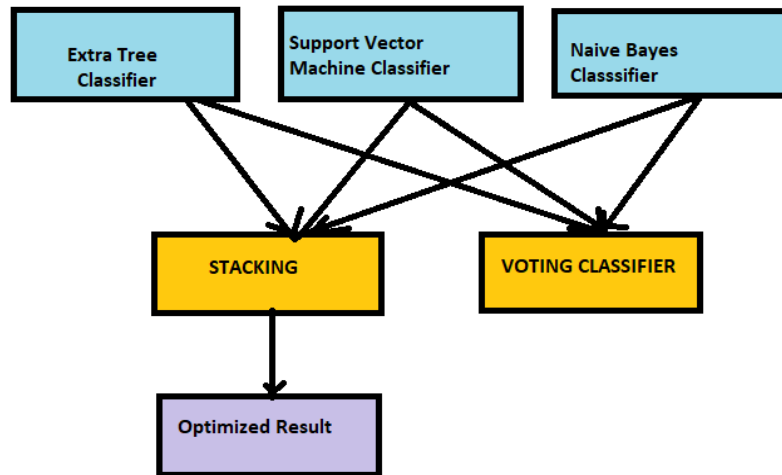 Extra Tree
Classifier
Support Vector
Machine Classifier
Naive Bayes
Classsifier
STACKING
VOTING CLASSIFIER
Optimized Result